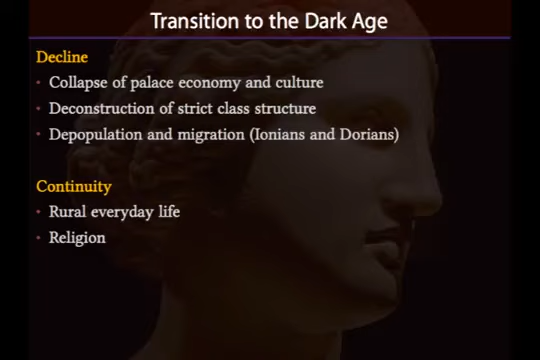 Transition to the Dark Age
Decline
• Collapse of palace economy and culture
• Deconstruction of strict class structure
• Depopulation and migration (Ionians and Dorians)
Continuity
• Rural everyday life
• Religion